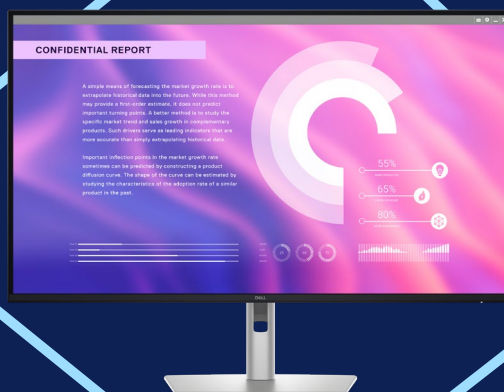 CONFIDENTIAL REPORT
A simple means of forecasting the market growth rate is to
extrapolate historical data into the future. While this method
may provide a first-order estimate, it does not predict
important turning points. A better method is to study the
specific market trend and sales growth in complementary
products. Such drivers serve as leading indicators that are
more accurate than simply extrapolating historical data.
Important inflection points in the market growth rate
sometimes can be predicted by constructing a product
diffusion curve. The shape of the curve can be estimated by
studying the characteristics of the adoption rate of a similar
product in the past.
55%
65%
80%
DELL